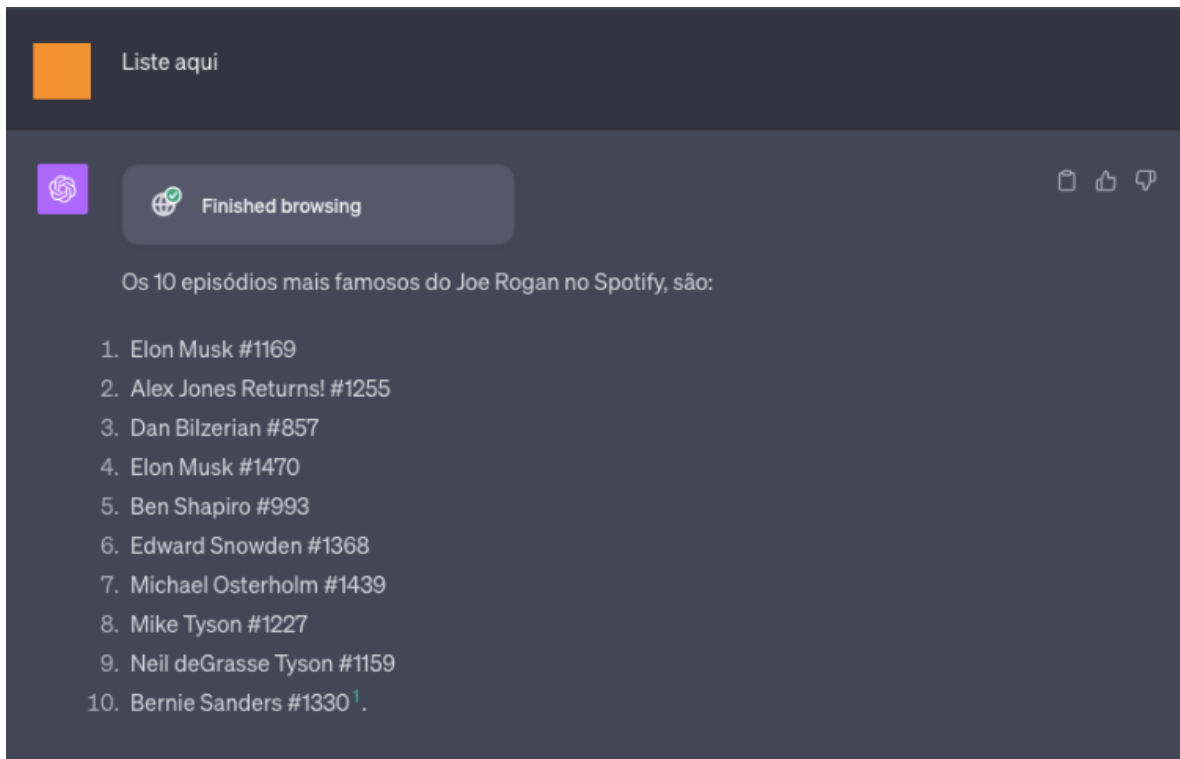 Liste aqui
Finished browsing
Os 10 episódios mais famosos do Joe Rogan no Spotify, são:
1. Elon Musk #1169
2. Alex Jones Returns! #1255
3. Dan Bilzerian #857
4. Elon Musk #1470
5. Ben Shapiro #993
6. Edward Snowden #1368
7. Michael Osterholm #1439
8. Mike Tyson #1227
9. Neil deGrasse Tyson #1159
10. Bernie Sanders #1330¹.